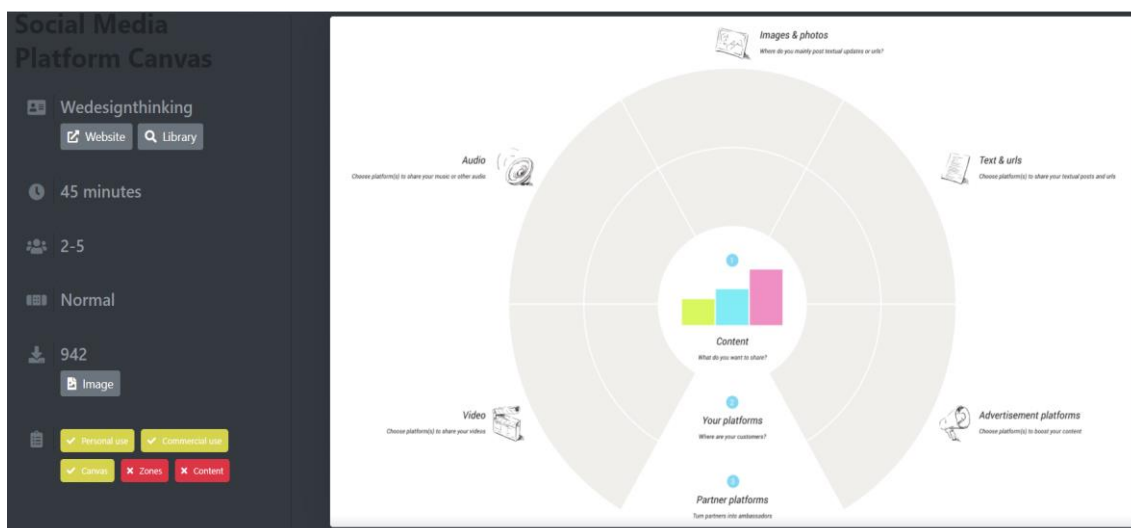 Social Media
Platform Canvas
Wedesignthinking
Website
Library
45 minutes
2-5
Normal
942
Image
Personal use
Commercial use
Canvas
Zones
Content
Images & photos
Where do you mainly post textual updates or urls?
Audio
Choose platform(s) to share your music or other audio
Text & urls
Choose platform(s) to share your textual posts and urls
1
Content
What do you want to share?
Video
Choose platform(s) to share your videos
2
Your platforms
Where are your customers?
Advertisement platforms
Choose platform(s) to boost your content
3
Partner platforms
Turn partners into ambassadors